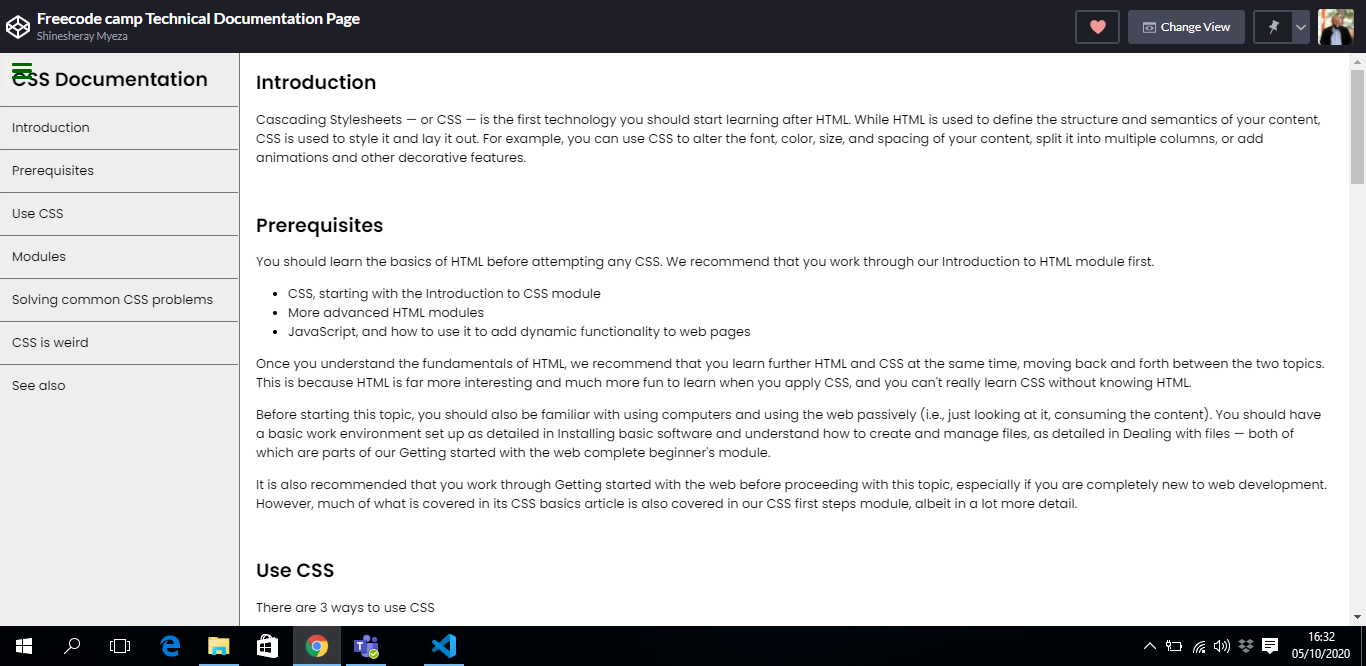 Freecode camp Technical Documentation Page
Shinesheray Myeza
Change View
CSS Documentation
Introduction
Prerequisites
Use CSS
Modules
Solving common CSS problems
CSS is weird
See also
Introduction
Cascading Stylesheets — or CSS — is the first technology you should start learning after HTML. While HTML is used to define the structure and semantics of your content,
CSS is used to style it and lay it out. For example, you can use CSS to alter the font, color, size, and spacing of your content, split it into multiple columns, or add
animations and other decorative features.
Prerequisites
You should learn the basics of HTML before attempting any CSS. We recommend that you work through our Introduction to HTML module first.
• CSS, starting with the Introduction to CSS module
• More advanced HTML modules
• JavaScript, and how to use it to add dynamic functionality to web pages
Once you understand the fundamentals of HTML, we recommend that you learn further HTML and CSS at the same time, moving back and forth between the two topics.
This is because HTML is far more interesting and much more fun to learn when you apply CSS, and you can't really learn CSS without knowing HTML.
Before starting this topic, you should also be familiar with using computers and using the web passively (i.e., just looking at it, consuming the content). You should have
a basic work environment set up as detailed in Installing basic software and understand how to create and manage files, as detailed in Dealing with files — both of
which are parts of our Getting started with the web complete beginner's module.
It is also recommended that you work through Getting started with the web before proceeding with this topic, especially if you are completely new to web development.
However, much of what is covered in its CSS basics article is also covered in our CSS first steps module, albeit in a lot more detail.
Use CSS
There are 3 ways to use CSS
16:32
05/10/2020